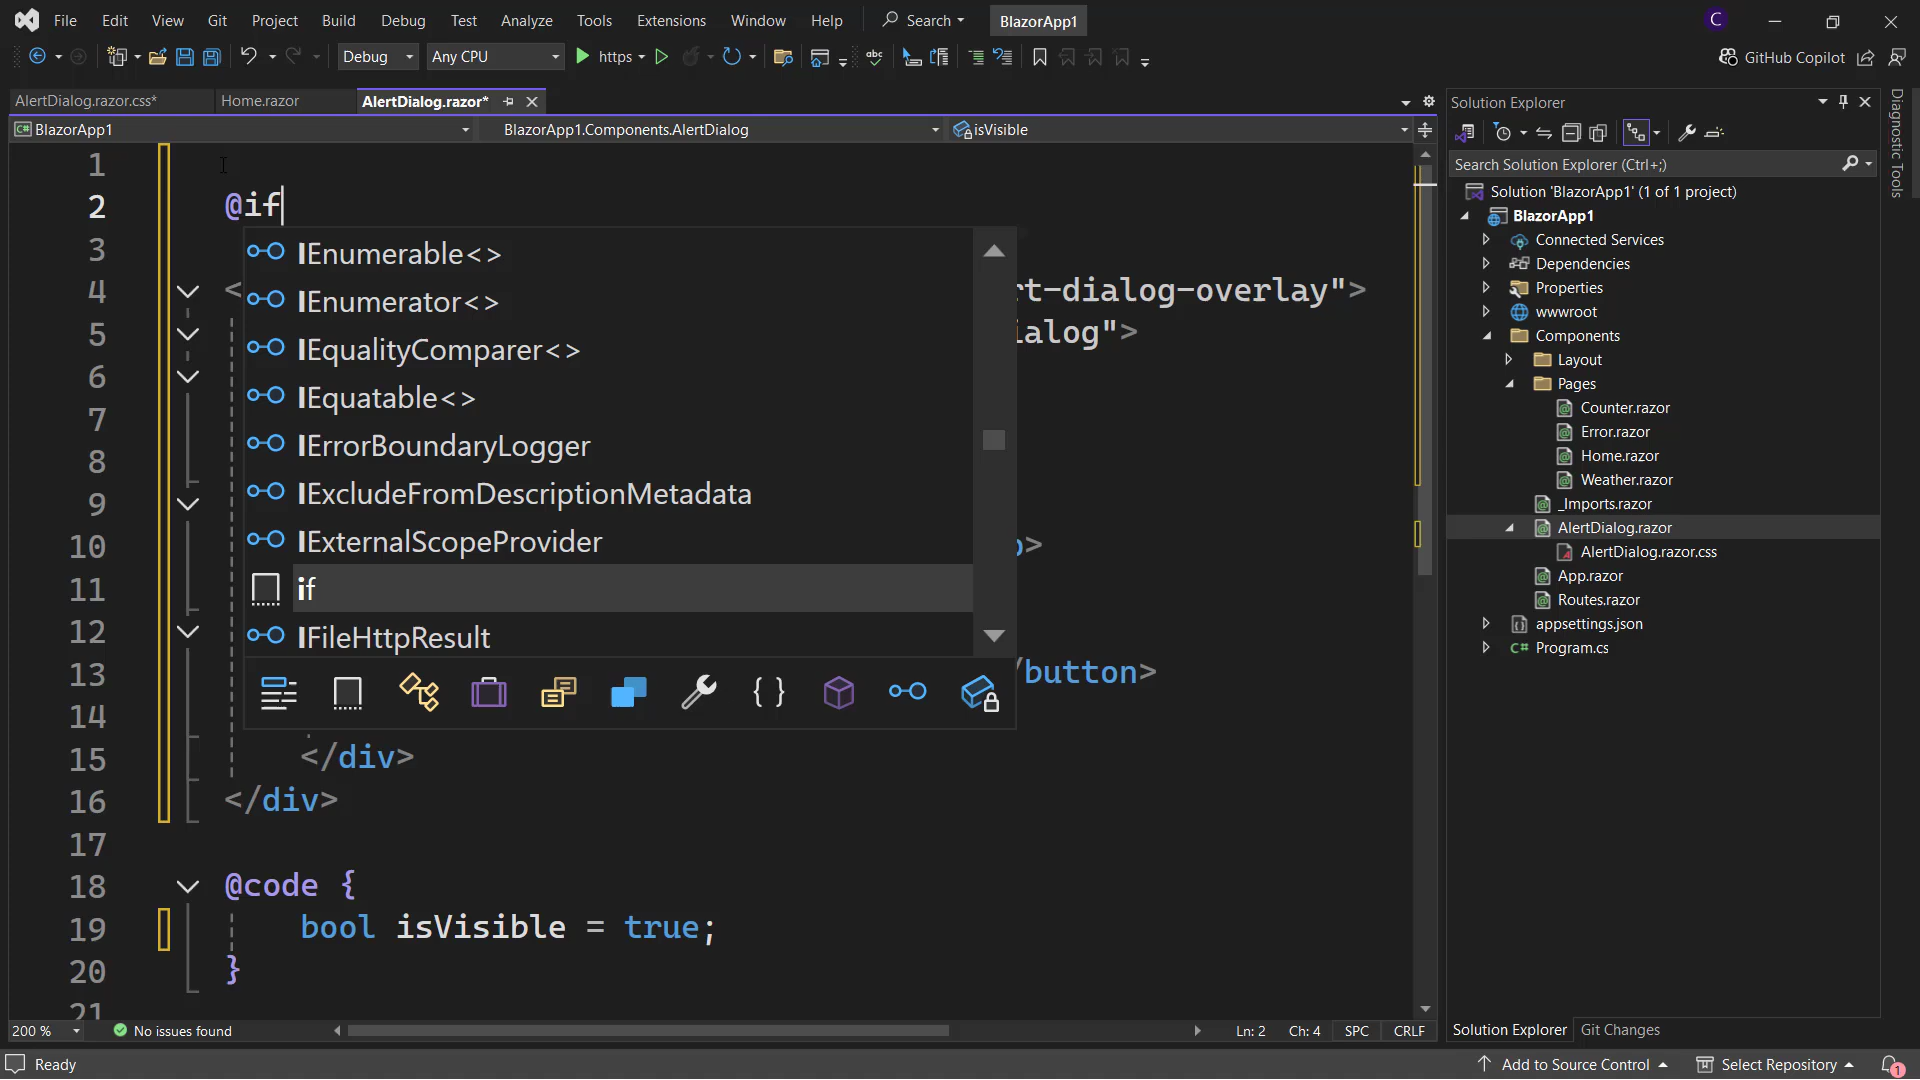 File Edit View Git Project Build Debug Test Analyze Tools Extensions Window Help Search BlazorApp1 C
Debug Any CPU https abc GitHub Copilot
AlertDialog.razor.css* Home.razor AlertDialog.razor*
C# BlazorApp1 BlazorApp1.Components.AlertDialog isVisible
1
2 @if
3
4 < rt-dialog-overlay">
5 ialog">
6
7
8
9
10 p>
11
12
13 /button>
14
15 </div>
16 </div>
17
18 @code {
19 bool isVisible = true;
20 }
21
IEnumerable<>
IEnumerator<>
IEqualityComparer<>
IEquatable<>
IErrorBoundaryLogger
IExcludeFromDescriptionMetadata
IExternalScopeProvider
if
IFileHttpResult
200 % No issues found Ln: 2 Ch: 4 SPC CRLF
Solution Explorer
Search Solution Explorer (Ctrl+;)
Solution 'BlazorApp1' (1 of 1 project)
BlazorApp1
Connected Services
Dependencies
Properties
wwwroot
Components
Layout
Pages
Counter.razor
Error.razor
Home.razor
Weather.razor
_Imports.razor
AlertDialog.razor
AlertDialog.razor.css
App.razor
Routes.razor
appsettings.json
C# Program.cs
Solution Explorer Git Changes
Diagnostic Tools
Ready Add to Source Control Select Repository 1